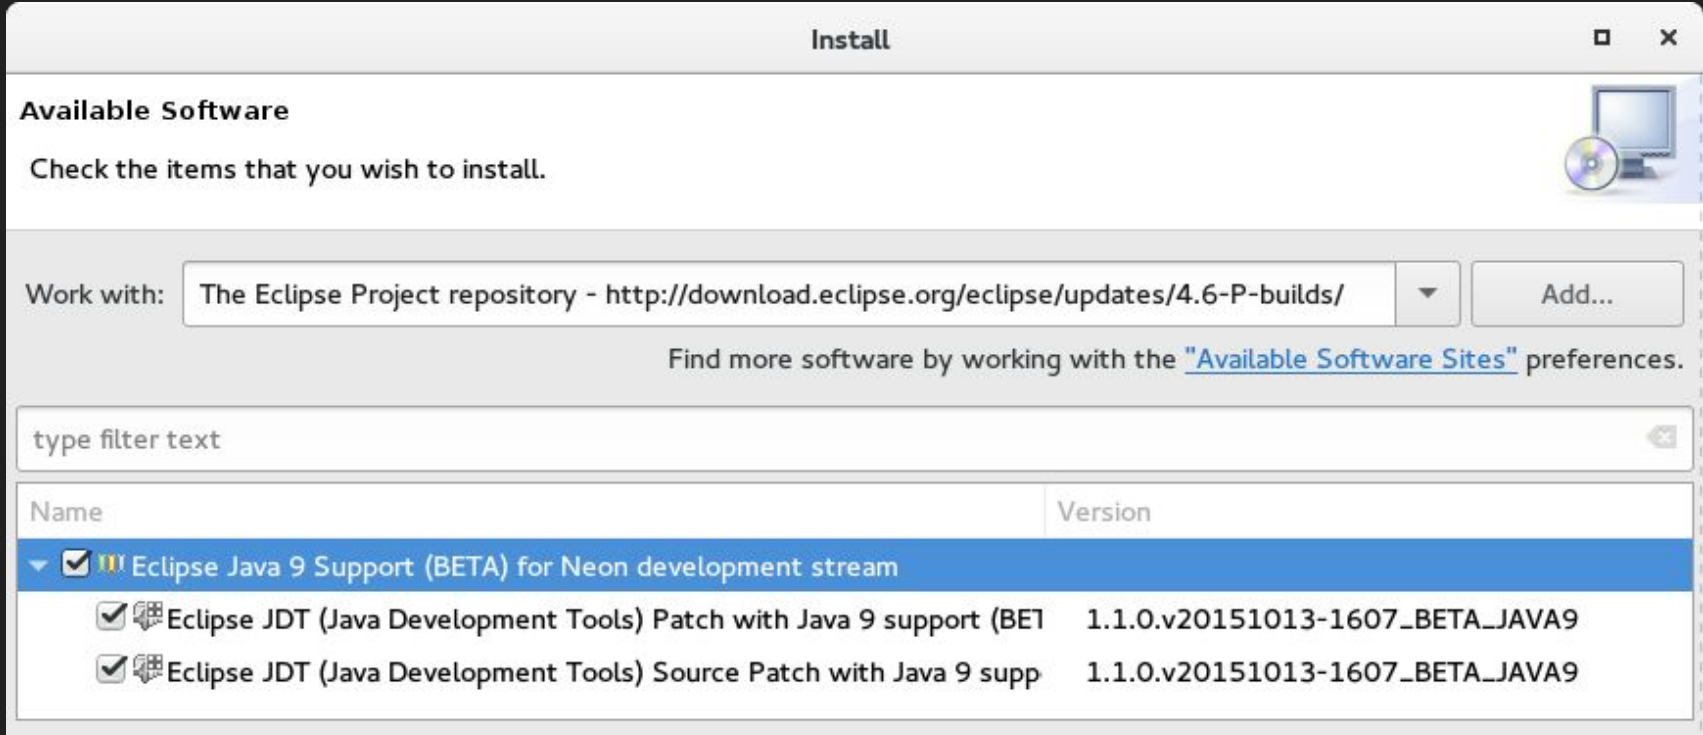 Install
Available Software
Check the items that you wish to install.
Work with: The Eclipse Project repository - http://download.eclipse.org/eclipse/updates/4.6-P-builds/ Add...
Find more software by working with the "Available Software Sites" preferences.
type filter text
Name Version
Eclipse Java 9 Support (BETA) for Neon development stream
Eclipse JDT (Java Development Tools) Patch with Java 9 support (BET 1.1.0.v20151013-1607_BETA_JAVA9
Eclipse JDT (Java Development Tools) Source Patch with Java 9 supp 1.1.0.v20151013-1607_BETA_JAVA9